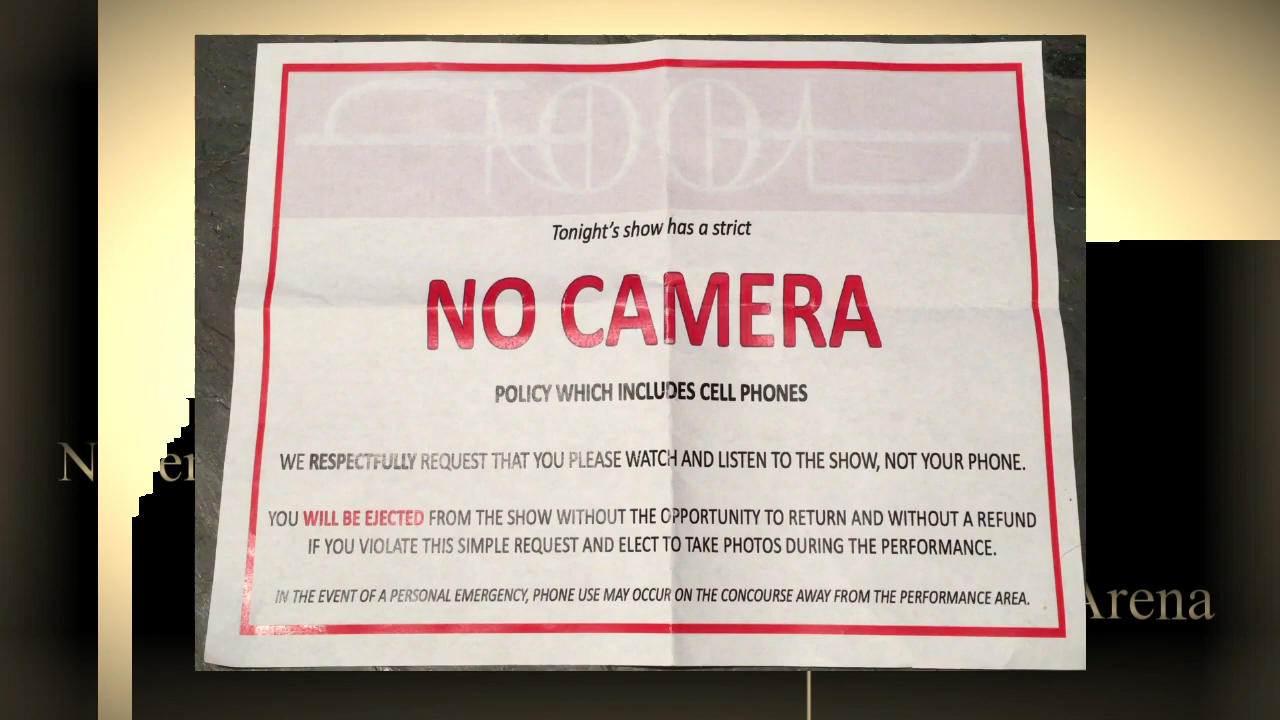 TOOL
Tonight's show has a strict
NO CAMERA
POLICY WHICH INCLUDES CELL PHONES
WE RESPECTFULLY REQUEST THAT YOU PLEASE WATCH AND LISTEN TO THE SHOW, NOT YOUR PHONE.
YOU WILL BE EJECTED FROM THE SHOW WITHOUT THE OPPORTUNITY TO RETURN AND WITHOUT A REFUND
IF YOU VIOLATE THIS SIMPLE REQUEST AND ELECT TO TAKE PHOTOS DURING THE PERFORMANCE.
IN THE EVENT OF A PERSONAL EMERGENCY, PHONE USE MAY OCCUR ON THE CONCOURSE AWAY FROM THE PERFORMANCE AREA.
Arena